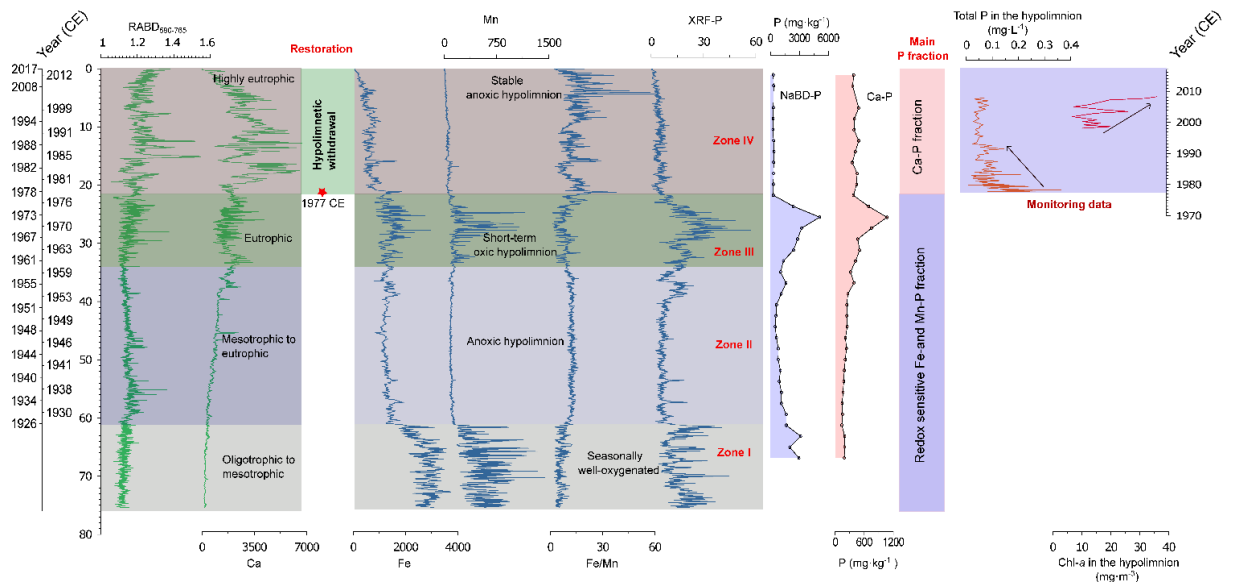 Year (CE)
RABD590-765
1 1.2 1.4 1.6
Restoration
Mn
0 750 1500
XRF-P
0 30 60
P (mg·kg-1)
0 3000 6000
Main
P fraction
Total P in the hypolimnion
(mg·L-1)
0 0.1 0.2 0.3 0.4
Year (CE)
2017
2008
1994
1988
1982
1978
1973
1967
1961
1955
1951
1948
1944
1940
1934
1926
2012
1999
1991
1985
1981
1976
1970
1963
1959
1953
1949
1946
1941
1938
1930
0
10
20
30
40
50
60
70
80
Highly eutrophic
Eutrophic
Mesotrophic to
eutrophic
Oligotrophic to
mesotrophic
Hypolimnetic
withdrawal
1977 CE
Stable
anoxic hypolimnion
Short-term
oxic hypolimnion
Anoxic hypolimnion
Seasonally
well-oxygenated
Zone IV
Zone III
Zone II
Zone I
NaBD-P
Ca-P
Ca-P fraction
Redox sensitive Fe-and Mn-P fraction
2010
2000
1990
1980
1970
Monitoring data
0 3500 7000
Ca
0 2000 4000
Fe
0 30 60
Fe/Mn
0 600 1200
P (mg·kg-1)
0 10 20 30 40
Chl-a in the hypolimnion
(mg·m-3)